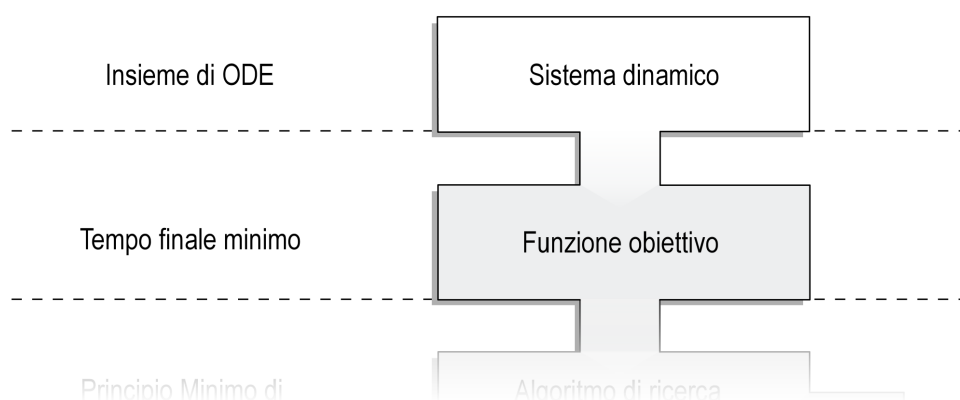 Insieme di ODE
Sistema dinamico
Tempo finale minimo
Funzione obiettivo
Principio Minimo di
Algoritmo di ricerca